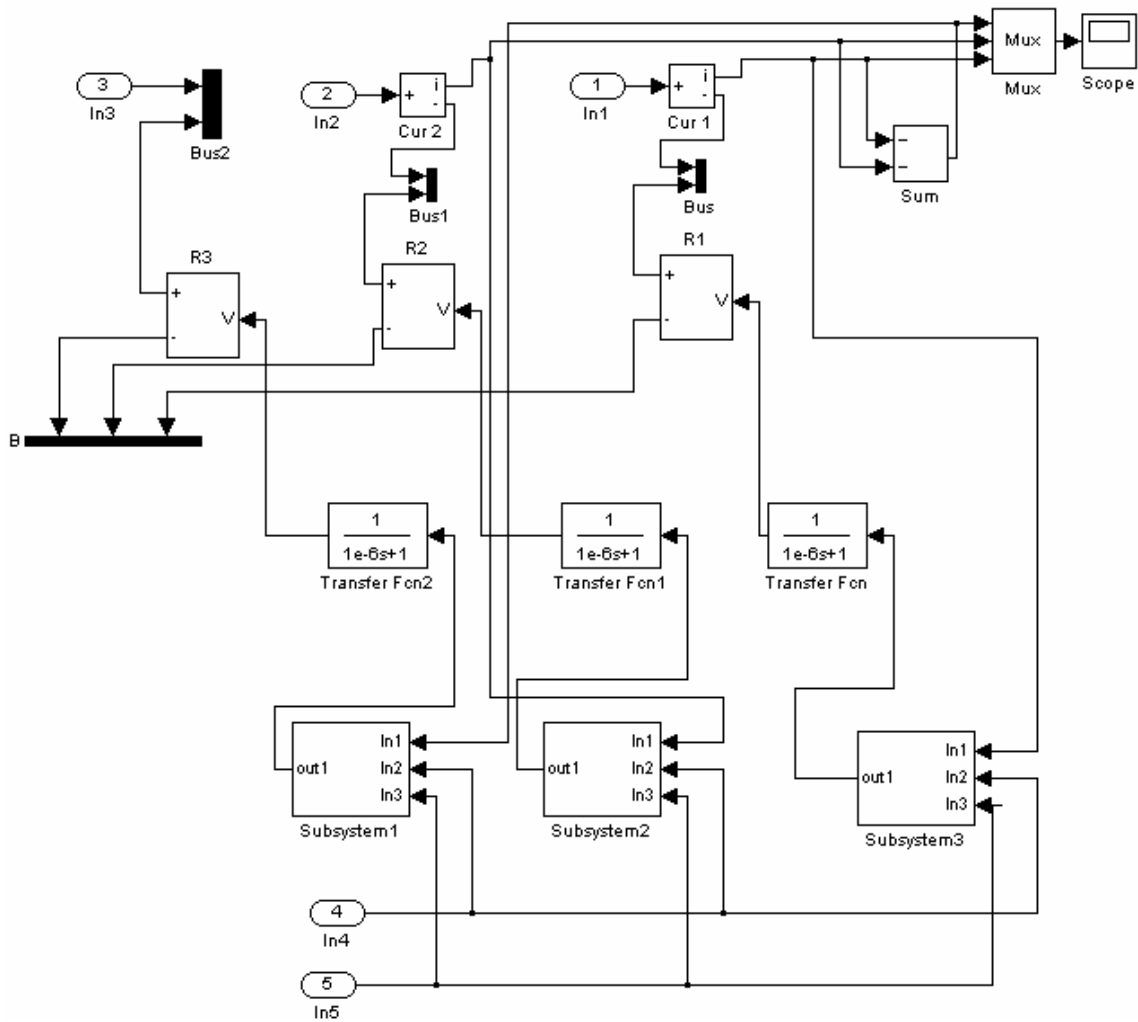 Mux
Mux
Scope
3
In3
Bus2
2
In2
+
i
-
Cur 2
Bus1
1
In1
+
i
-
Cur 1
Bus
−
−
Sum
R3
+
-
V
R2
+
-
V
R1
+
-
V
B
1
1e-6s+1
Transfer Fcn2
1
1e-6s+1
Transfer Fcn1
1
1e-6s+1
Transfer Fcn
out1
In1
In2
In3
Subsystem1
out1
In1
In2
In3
Subsystem2
out1
In1
In2
In3
Subsystem3
4
In4
5
In5